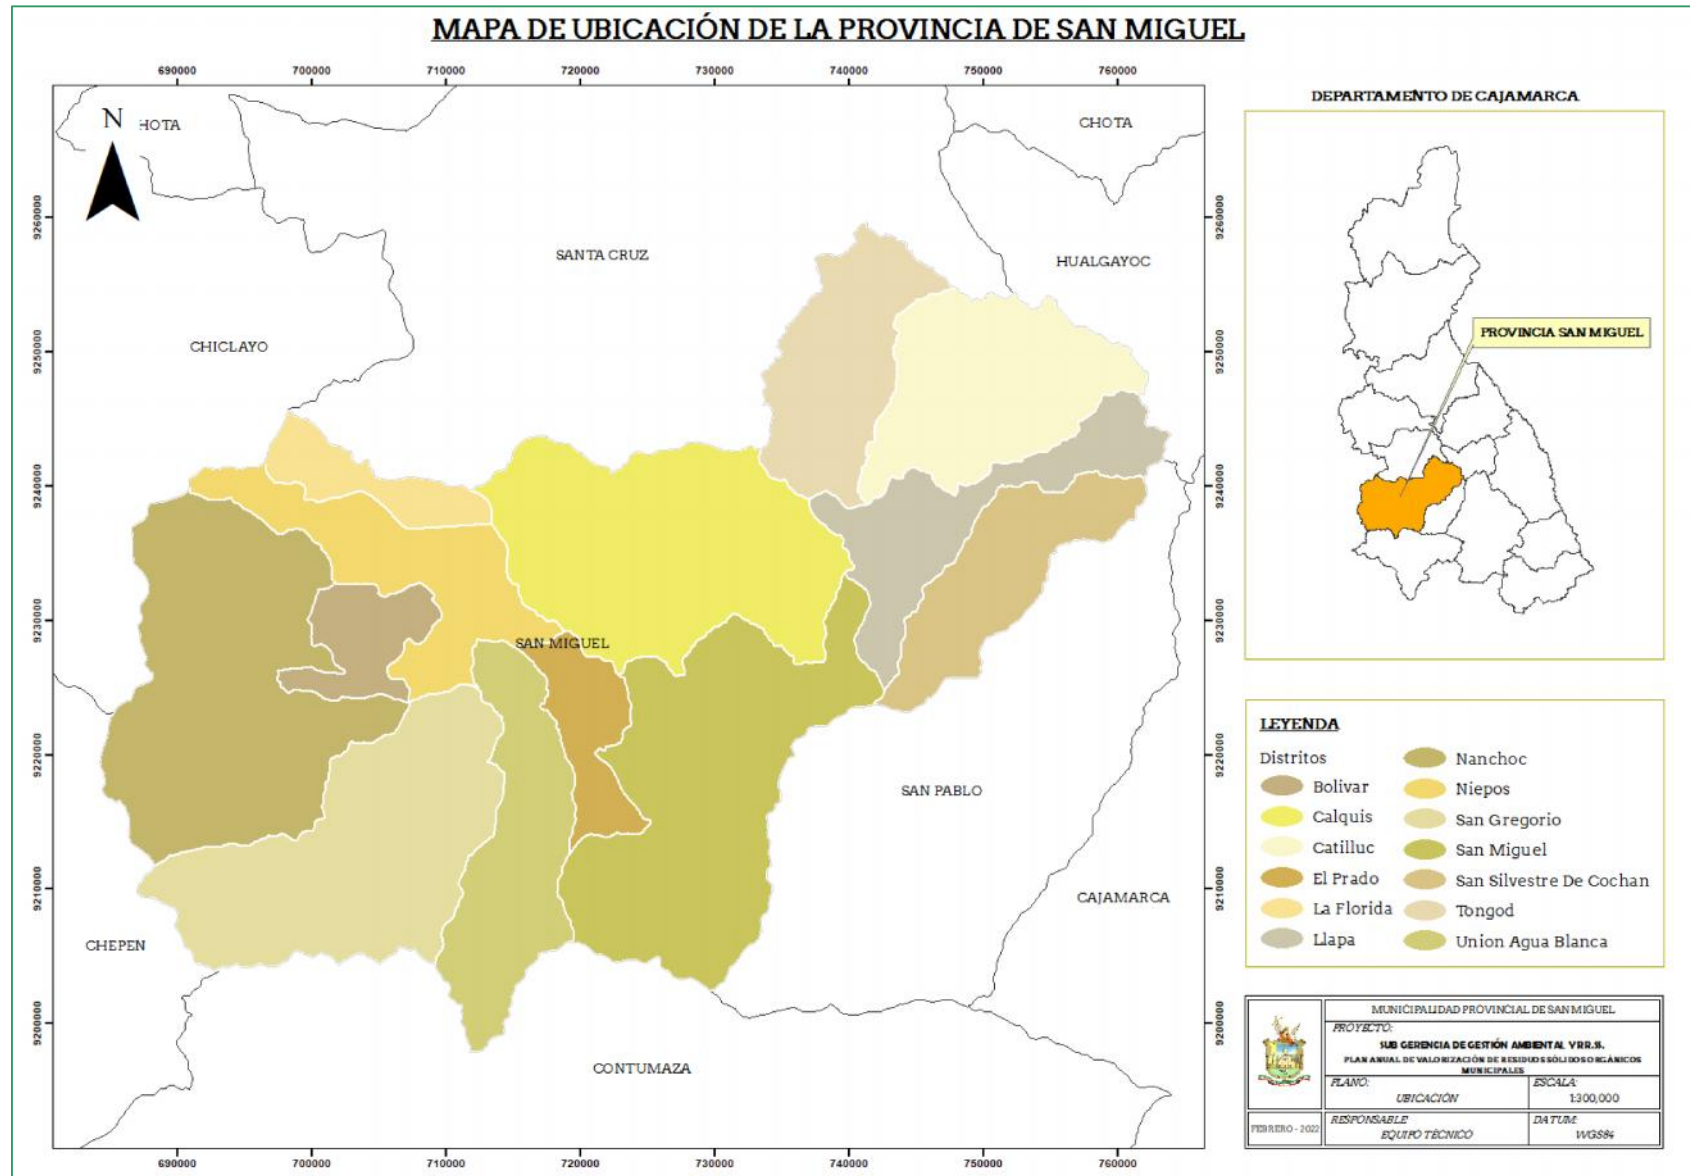 MAPA DE UBICACIÓN DE LA PROVINCIA DE SAN MIGUEL
690000 700000 710000 720000 730000 740000 750000 760000
N
HOTA
CHOTA
SANTA CRUZ
HUALGAYOC
CHICLAYO
SAN MIGUEL
SAN PABLO
CAJAMARCA
CHEPEN
CONTUMAZA
9260000
9250000
9240000
9230000
9220000
9210000
9200000
9260000
9250000
9240000
9230000
9220000
9210000
9200000
690000 700000 710000 720000 730000 740000 750000 760000
DEPARTAMENTO DE CAJAMARCA
PROVINCIA SAN MIGUEL
LEYENDA
Distritos
Bolivar
Calquis
Catilluc
El Prado
La Florida
Llapa
Nanchoc
Niepos
San Gregorio
San Miguel
San Silvestre De Cochan
Tongod
Union Agua Blanca
MUNICIPALIDAD PROVINCIAL DE SAN MIGUEL
PROYECTO:
SUB GERENCIA DE GESTIÓN AMBIENTAL Y RR.SS.
PLAN ANUAL DE VALORIZACIÓN DE RESIDUOS SÓLIDOS ORGÁNICOS
MUNICIPALES
PLANO:
UBICACIÓN
ESCALA:
1:300,000
FEBRERO - 2022
RESPONSABLE
EQUIPO TÉCNICO
DATUM:
WGS84